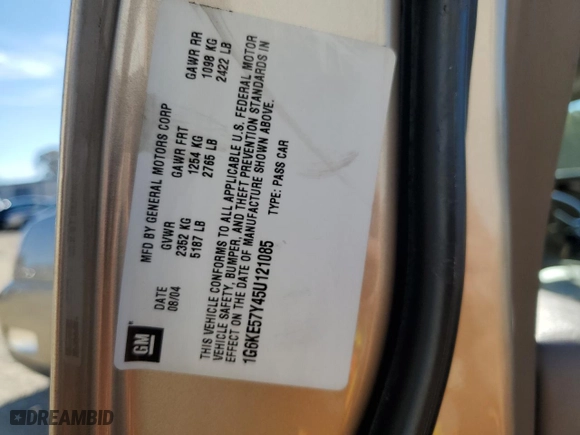 MFD BY GENERAL MOTORS CORP
DATE GVWR GAWR FRT GAWR RR
08/04 2352 KG 1254 KG 1098 KG
5187 LB 2765 LB 2422 LB
THIS VEHICLE CONFORMS TO ALL APPLICABLE U.S. FEDERAL MOTOR
VEHICLE SAFETY, BUMPER, AND THEFT PREVENTION STANDARDS IN
EFFECT ON THE DATE OF MANUFACTURE SHOWN ABOVE.
1G6KE57Y45U121085 TYPE: PASS CAR
GM
DREAMBID